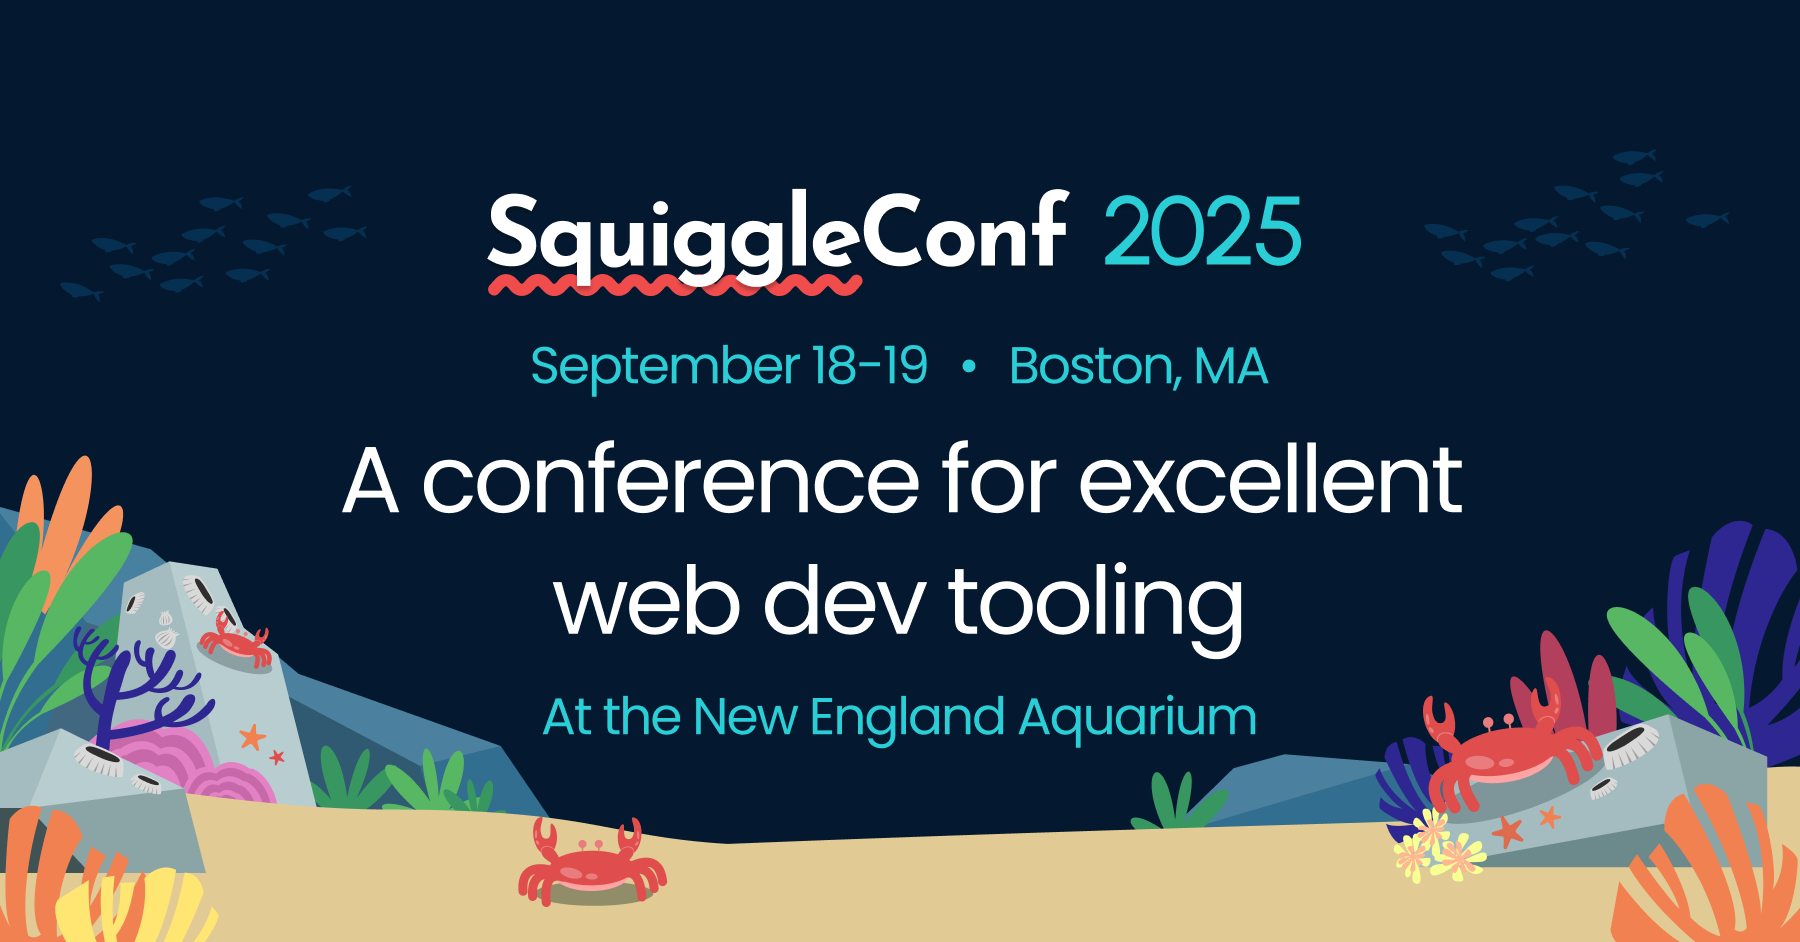 SquiggleConf 2025
September 18-19 • Boston, MA
A conference for excellent
web dev tooling
At the New England Aquarium